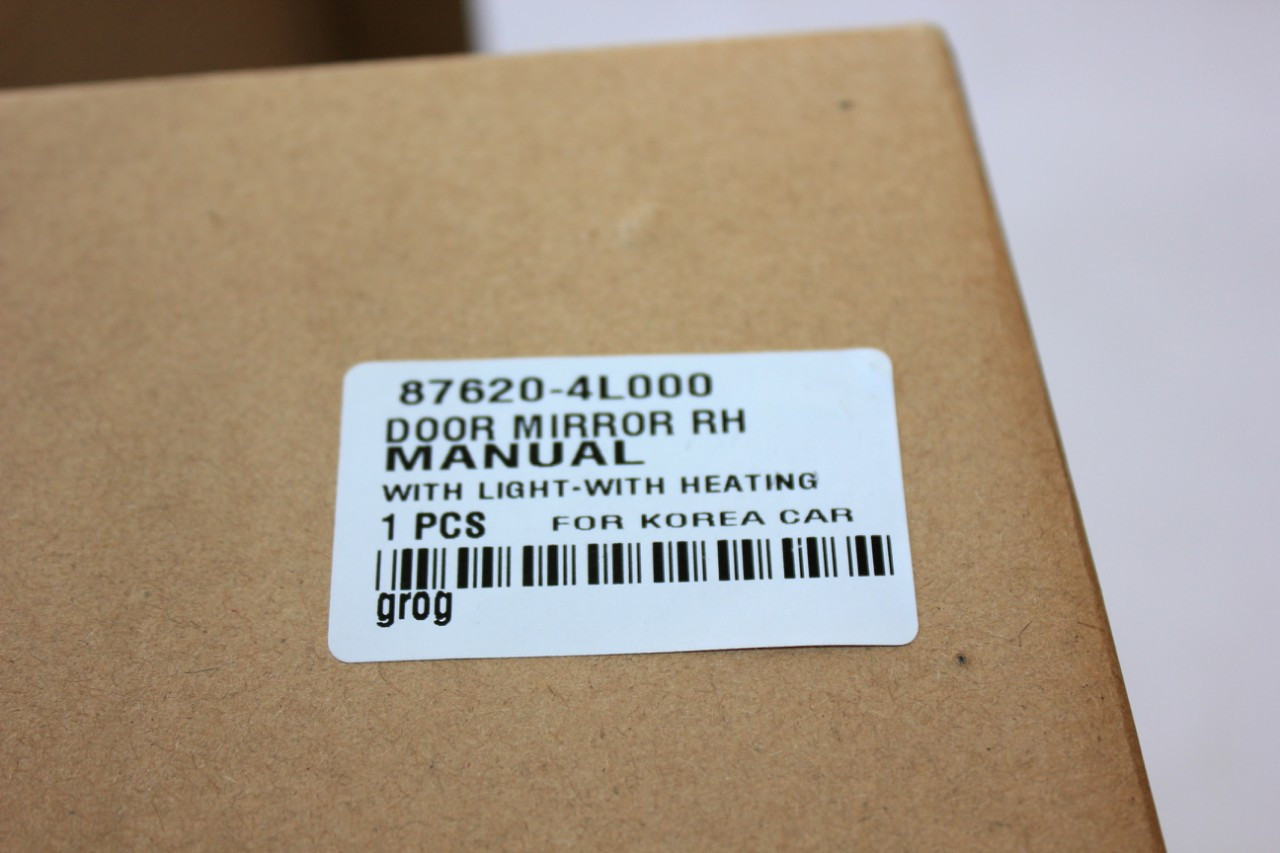 87620-4L000
DOOR MIRROR RH
MANUAL
WITH LIGHT-WITH HEATING
1 PCS FOR KOREA CAR
grog